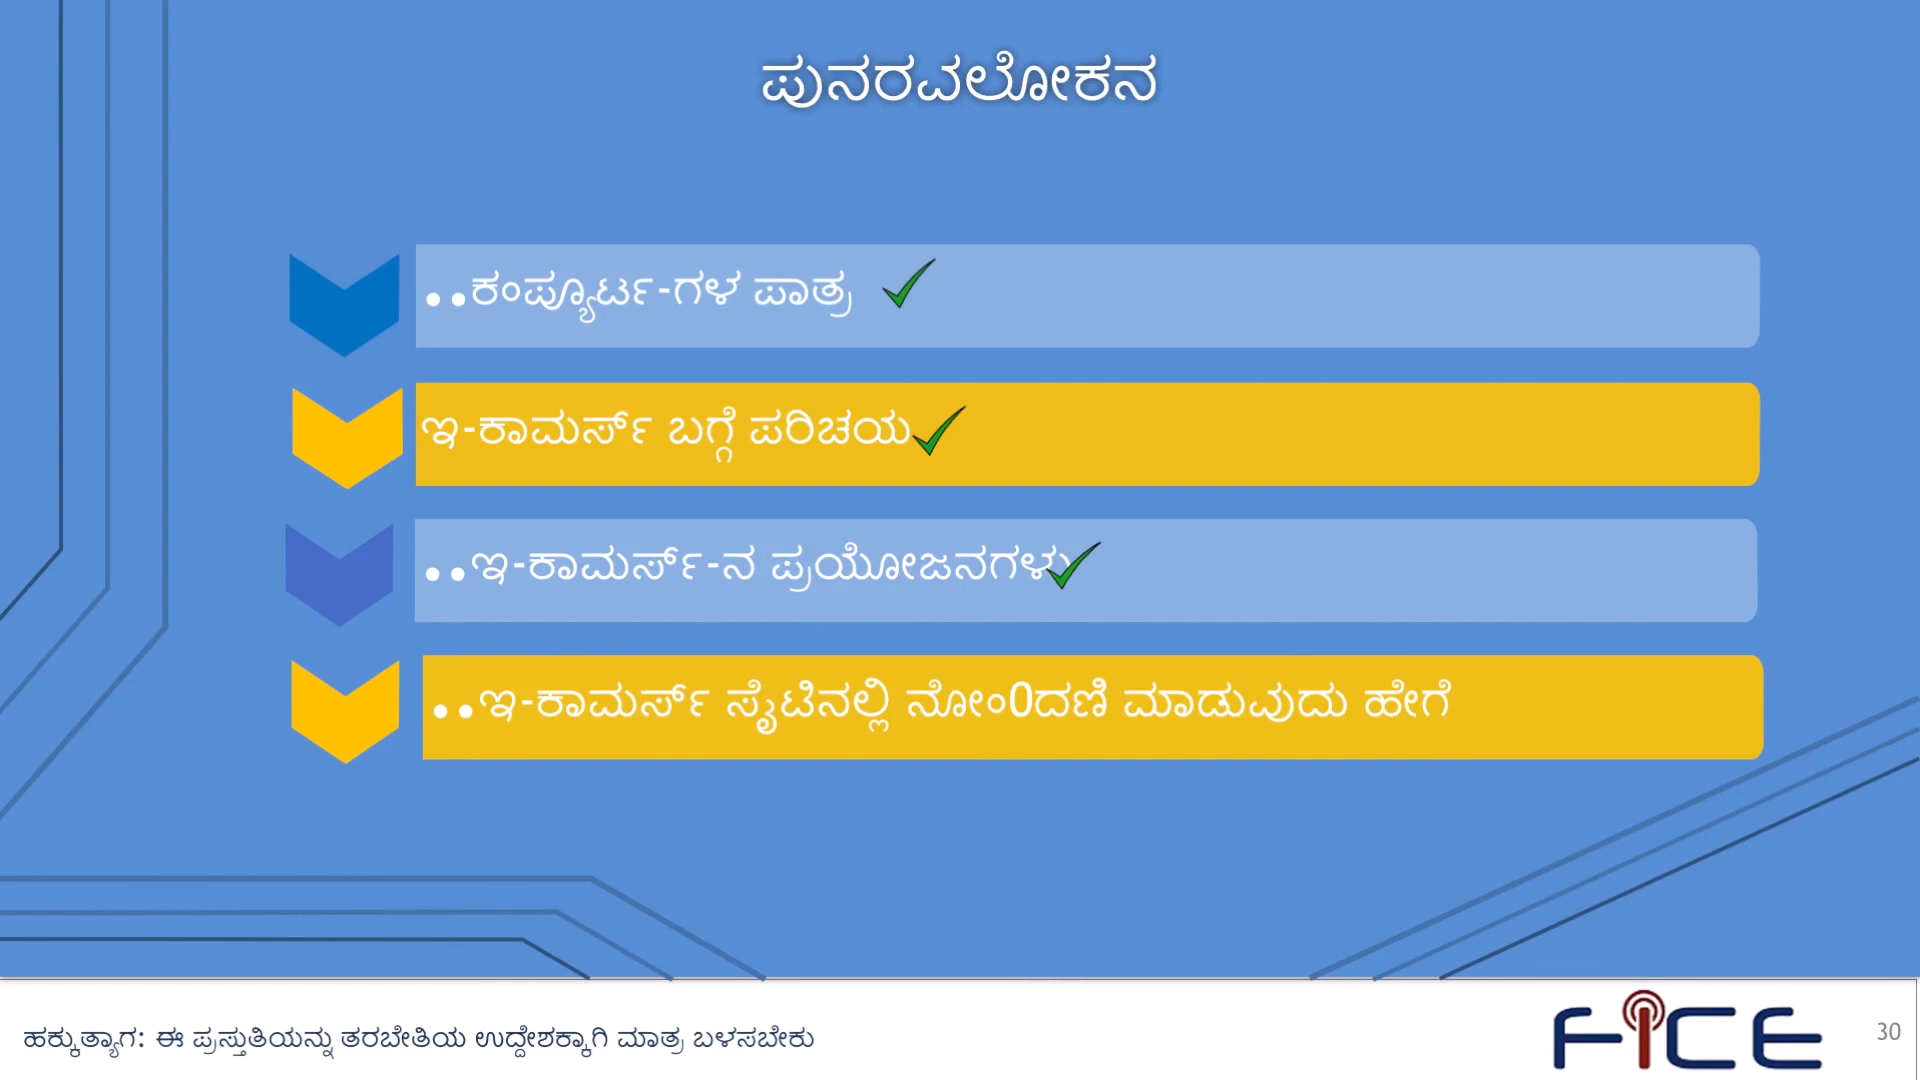 ಪುನರವಲೋಕನ
••ಕಂಪ್ಯೂರ್ಟ-ಗಳ ಪಾತ್ರ
ಇ-ಕಾಮರ್ಸ್ ಬಗ್ಗೆ ಪರಿಚಯ
••ಇ-ಕಾಮರ್ಸ್-ನ ಪ್ರಯೋಜನಗಳು
••ಇ-ಕಾಮರ್ಸ್ ಸೈಟಿನಲ್ಲಿ ನೋಂ0ದಣಿ ಮಾಡುವುದು ಹೇಗೆ
ಹಕ್ಕುತ್ಯಾಗ: ಈ ಪ್ರಸ್ತುತಿಯನ್ನು ತರಬೇತಿಯ ಉದ್ದೇಶಕ್ಕಾಗಿ ಮಾತ್ರ ಬಳಸಬೇಕು
FICE
30